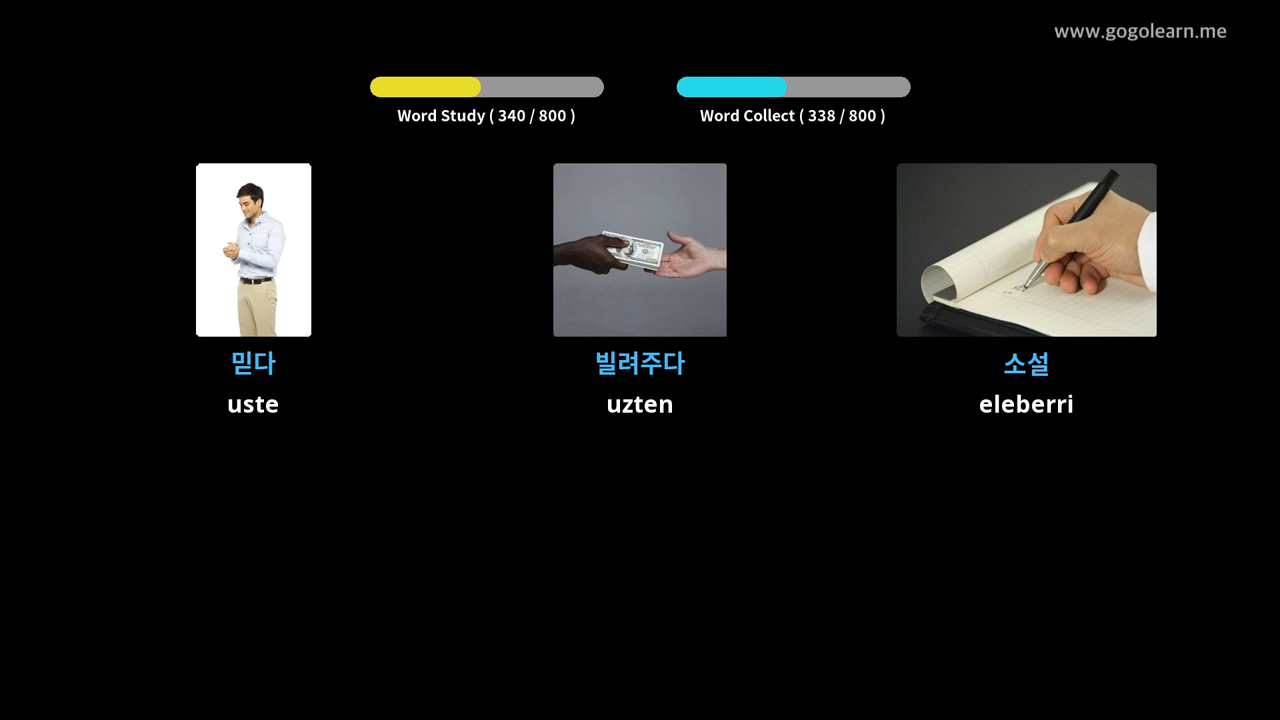 www.gogolearn.me
Word Study ( 340 / 800 )
Word Collect ( 338 / 800 )
믿다
uste
빌려주다
uzten
소설
eleberri